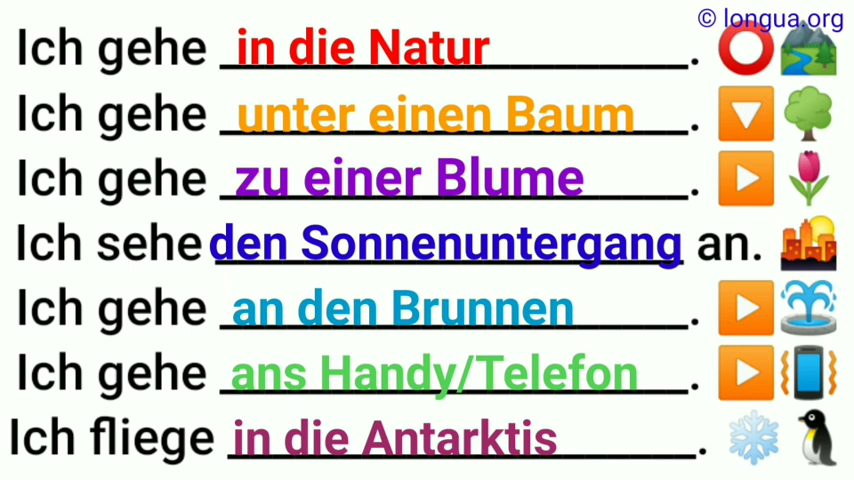 © longua.org
Ich gehe in die Natur.
Ich gehe unter einen Baum.
Ich gehe zu einer Blume.
Ich sehe den Sonnenuntergang an.
Ich gehe an den Brunnen.
Ich gehe ans Handy/Telefon.
Ich fliege in die Antarktis.